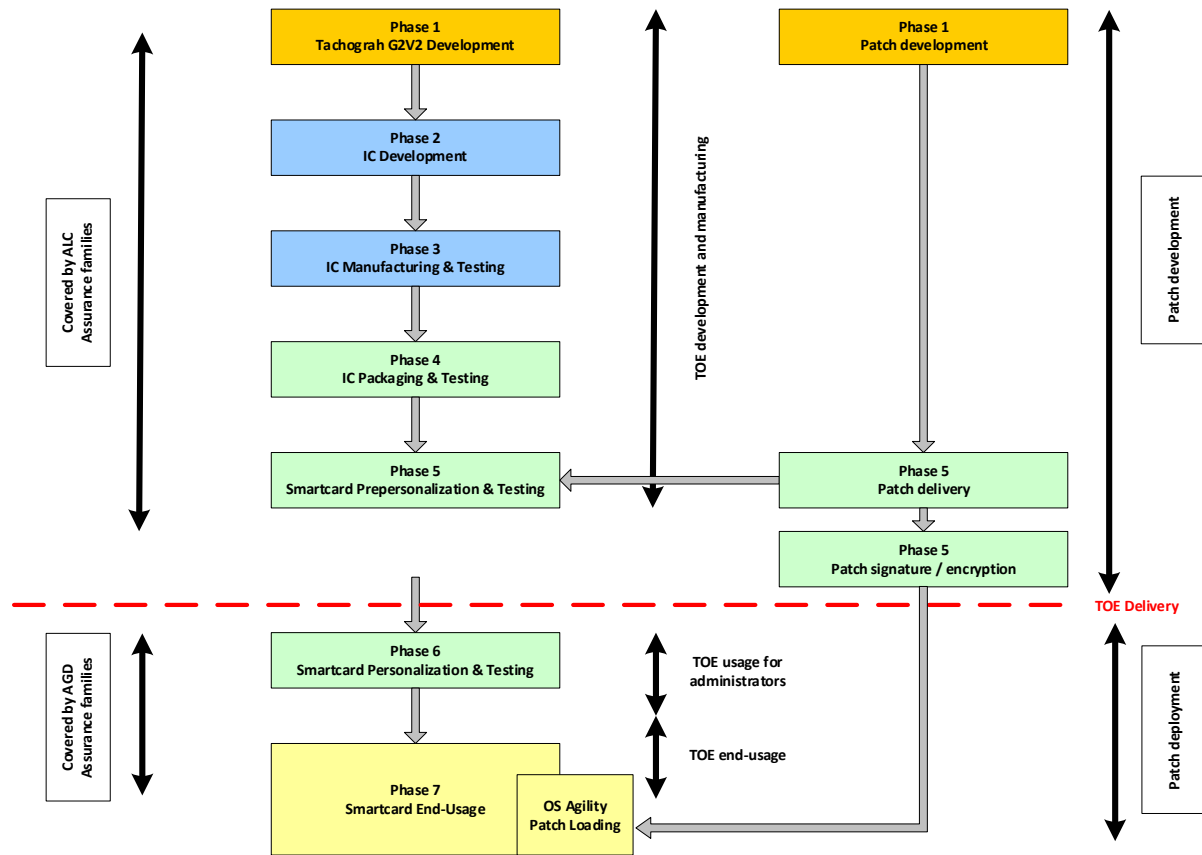 Phase 1
Tachograh G2V2 Development
Phase 1
Patch development
Phase 2
IC Development
Phase 3
IC Manufacturing & Testing
Covered by ALC
Assurance families
TOE development and manufacturing
Patch development
Phase 4
IC Packaging & Testing
Phase 5
Smartcard Prepersonalization & Testing
Phase 5
Patch delivery
Phase 5
Patch signature / encryption
TOE Delivery
Phase 6
Smartcard Personalization & Testing
TOE usage for
administrators
Covered by AGD
Assurance families
Patch deployment
TOE end-usage
Phase 7
Smartcard End-Usage
OS Agility
Patch Loading